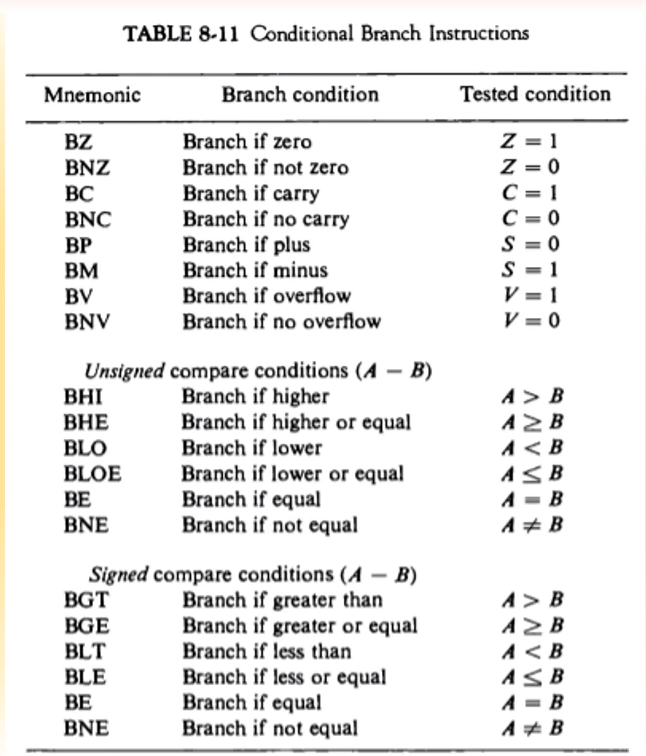 TABLE 8-11 Conditional Branch Instructions
Mnemonic Branch condition Tested condition
BZ Branch if zero Z = 1
BNZ Branch if not zero Z = 0
BC Branch if carry C = 1
BNC Branch if no carry C = 0
BP Branch if plus S = 0
BM Branch if minus S = 1
BV Branch if overflow V = 1
BNV Branch if no overflow V = 0
Unsigned compare conditions (A − B)
BHI Branch if higher A > B
BHE Branch if higher or equal A ≥ B
BLO Branch if lower A < B
BLOE Branch if lower or equal A ≤ B
BE Branch if equal A = B
BNE Branch if not equal A ≠ B
Signed compare conditions (A − B)
BGT Branch if greater than A > B
BGE Branch if greater or equal A ≥ B
BLT Branch if less than A < B
BLE Branch if less or equal A ≤ B
BE Branch if equal A = B
BNE Branch if not equal A ≠ B